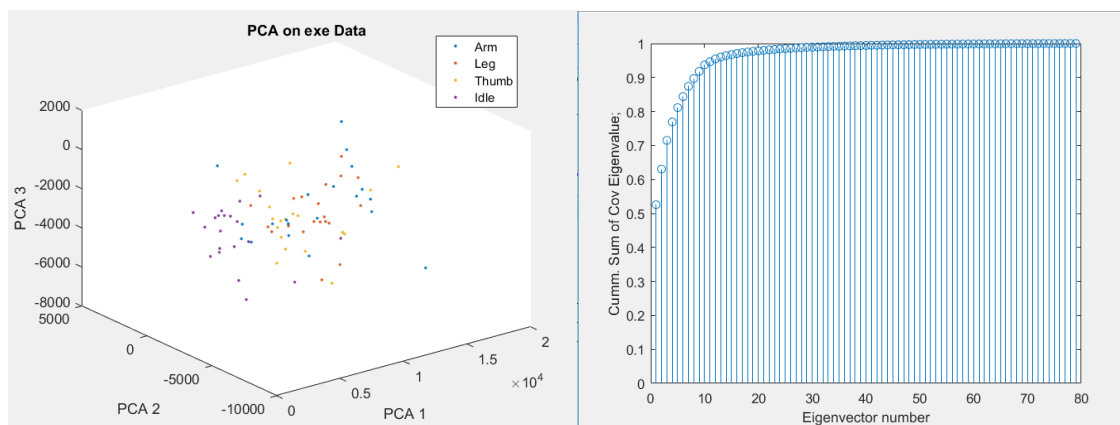 PCA on exe Data
Arm
Leg
Thumb
Idle
2000
0
-2000
-4000
-6000
-8000
PCA 3
5000
0
-5000
-10000
PCA 2
0
0.5
1
1.5
2
×10^4
PCA 1
1
0.9
0.8
0.7
0.6
0.5
0.4
0.3
0.2
0.1
0
Cumm. Sum of Cov Eigenvalue;
0 10 20 30 40 50 60 70 80
Eigenvector number